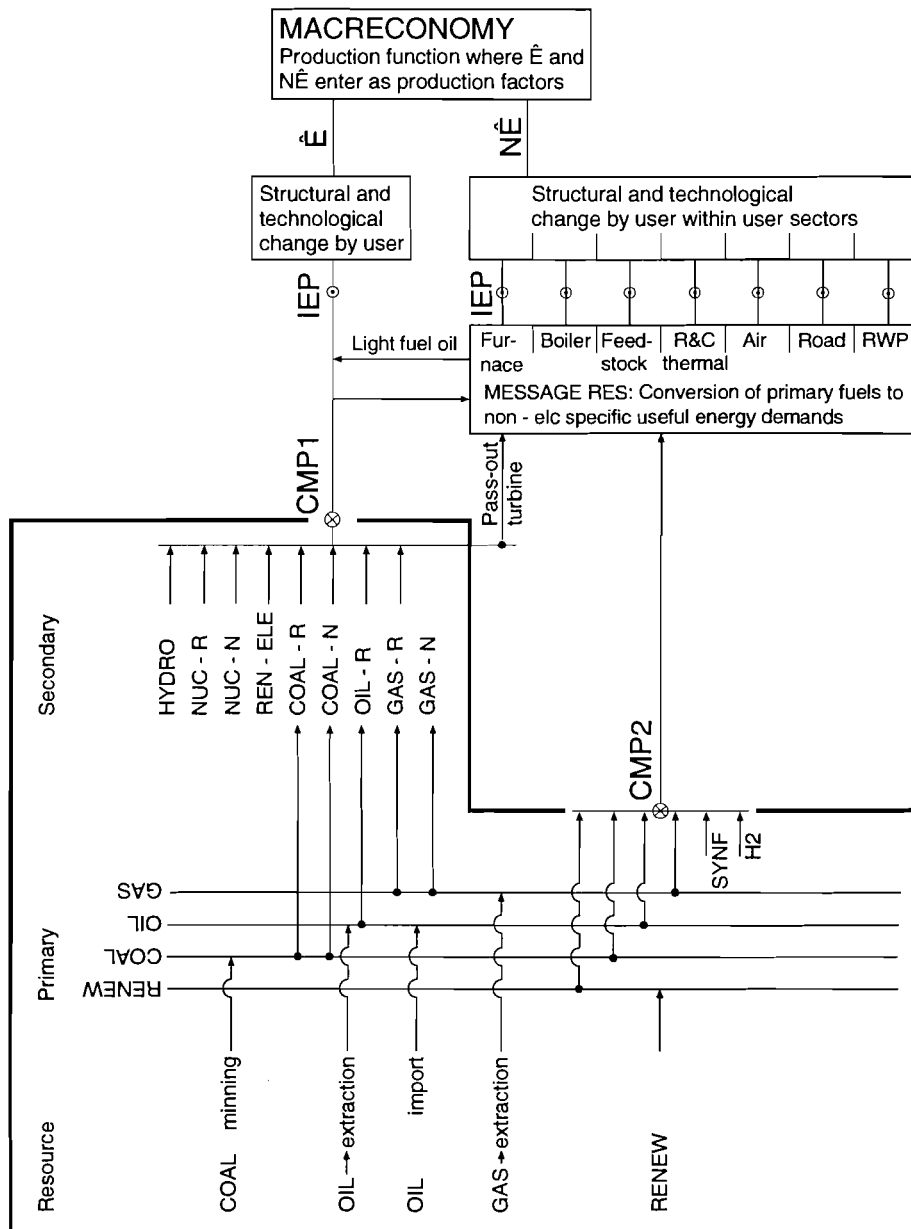 MACRECONOMY
Production function where Ê and
NÊ enter as production factors
Ê
NÊ
Structural and
technological
change by user
Structural and technological
change by user within user sectors
IEP
IEP
Light fuel oil
Fur-
nace
Boiler
Feed-
stock
R&C
thermal
Air
Road
RWP
MESSAGE RES: Conversion of primary fuels to
non - elc specific useful energy demands
CMP1
Pass-out
turbine
Secondary
HYDRO
NUC - R
NUC - N
REN - ELE
COAL - R
COAL - N
OIL - R
GAS - R
GAS - N
CMP2
SYNF
H2
Primary
GAS
OIL
COAL
RENEW
Resource
COAL minning
OIL extraction
OIL import
GAS extraction
RENEW